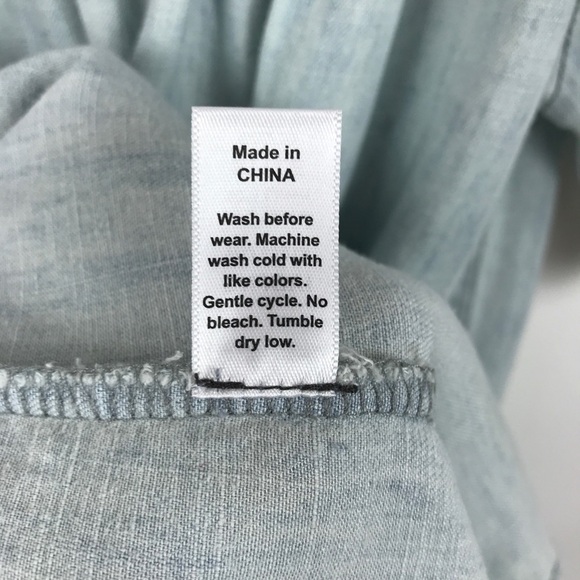 Made in
CHINA
Wash before
wear. Machine
wash cold with
like colors.
Gentle cycle. No
bleach. Tumble
dry low.